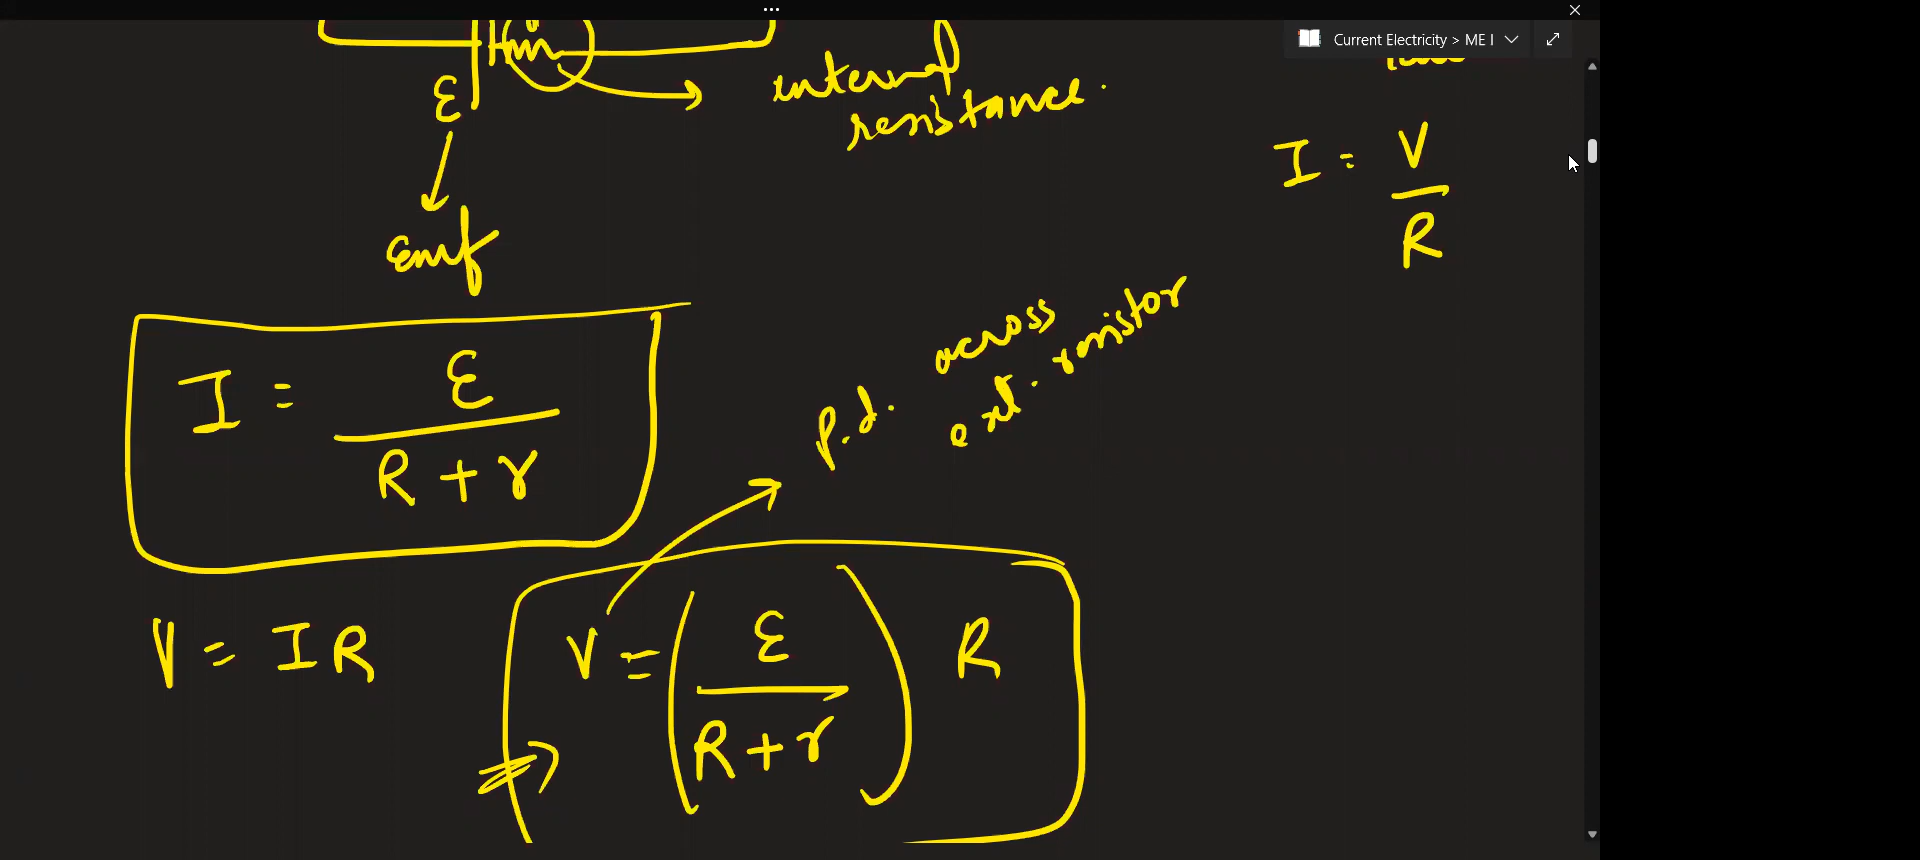 Current Electricity > ME I
internal
resistance.
ε
emf
I = V
R
I = ε
R + r
p.d. across
ext. resistor
V = IR
V = ( ε
R + r ) R